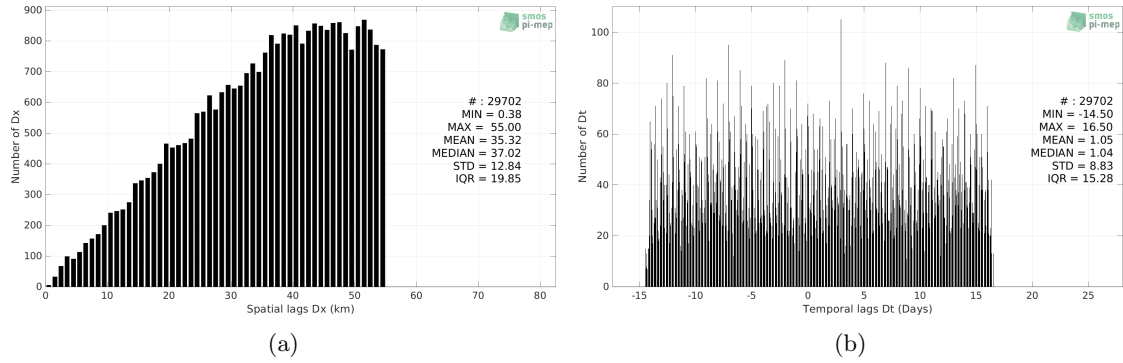 900
800
700
600
500
400
300
200
100
0
Number of Dx
0 10 20 30 40 50 60 70 80
Spatial lags Dx (km)
smos
pi-mep
# : 29702
MIN = 0.38
MAX = 55.00
MEAN = 35.32
MEDIAN = 37.02
STD = 12.84
IQR = 19.85
(a)
100
80
60
40
20
0
Number of Dt
-15 -10 -5 0 5 10 15 20 25
Temporal lags Dt (Days)
smos
pi-mep
# : 29702
MIN = -14.50
MAX = 16.50
MEAN = 1.05
MEDIAN = 1.04
STD = 8.83
IQR = 15.28
(b)